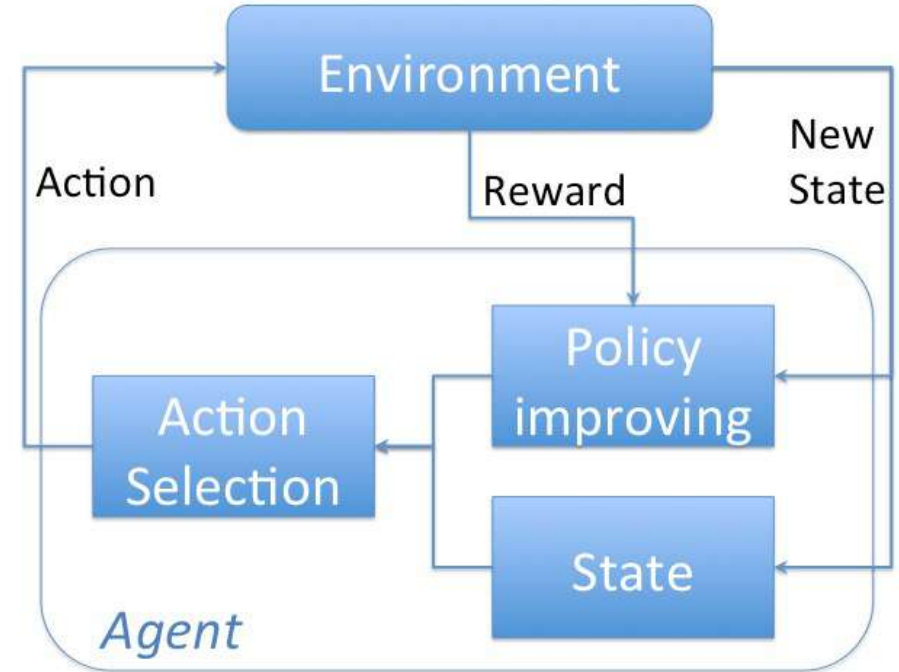 Environment
Action
Reward
New
State
Policy
improving
Action
Selection
State
Agent